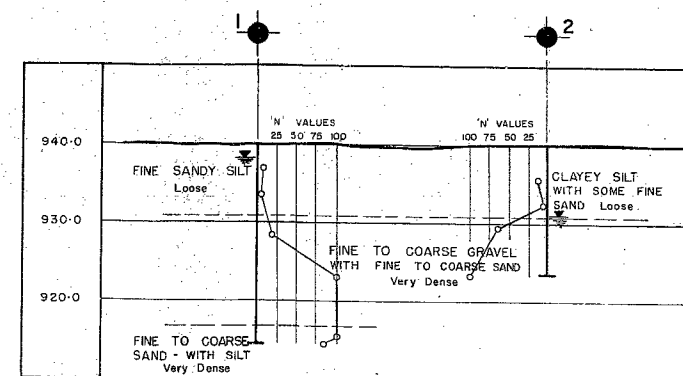 1
2
'N' VALUES
25 50 75 100
'N' VALUES
100 75 50 25
940.0
FINE SANDY SILT
Loose
CLAYEY SILT
WITH SOME FINE
SAND Loose.
930.0
FINE TO COARSE GRAVEL
WITH FINE TO COARSE SAND
Very Dense
920.0
FINE TO COARSE
SAND - WITH SILT
Very Dense